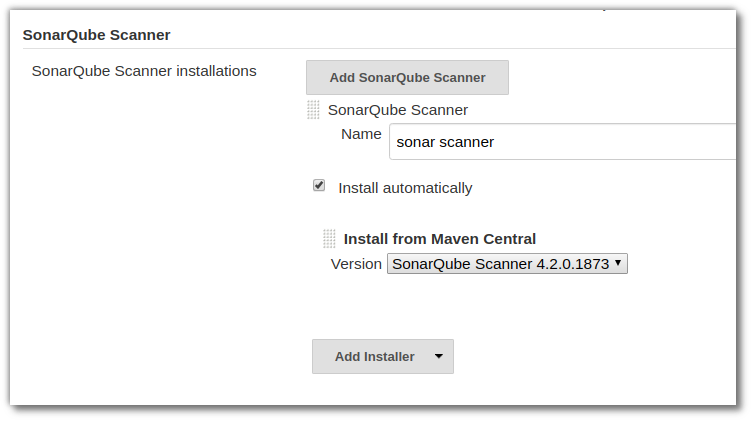 SonarQube Scanner
SonarQube Scanner installations
Add SonarQube Scanner
SonarQube Scanner
Name
sonar scanner
Install automatically
Install from Maven Central
Version
SonarQube Scanner 4.2.0.1873
Add Installer